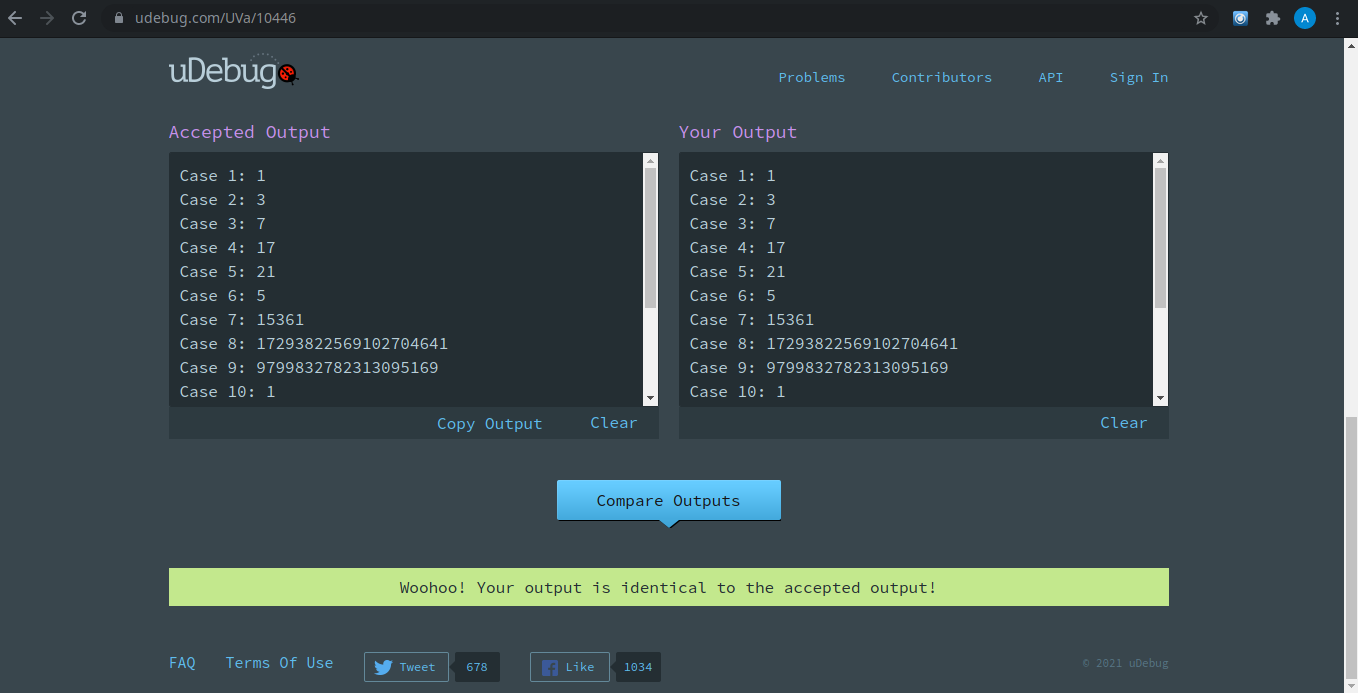 udebug.com/UVa/10446
A
uDebug
Problems Contributors API Sign In
Accepted Output
Case 1: 1
Case 2: 3
Case 3: 7
Case 4: 17
Case 5: 21
Case 6: 5
Case 7: 15361
Case 8: 17293822569102704641
Case 9: 9799832782313095169
Case 10: 1
Copy Output Clear
Your Output
Case 1: 1
Case 2: 3
Case 3: 7
Case 4: 17
Case 5: 21
Case 6: 5
Case 7: 15361
Case 8: 17293822569102704641
Case 9: 9799832782313095169
Case 10: 1
Clear
Compare Outputs
Woohoo! Your output is identical to the accepted output!
FAQ Terms Of Use Tweet 678 Like 1034 © 2021 uDebug